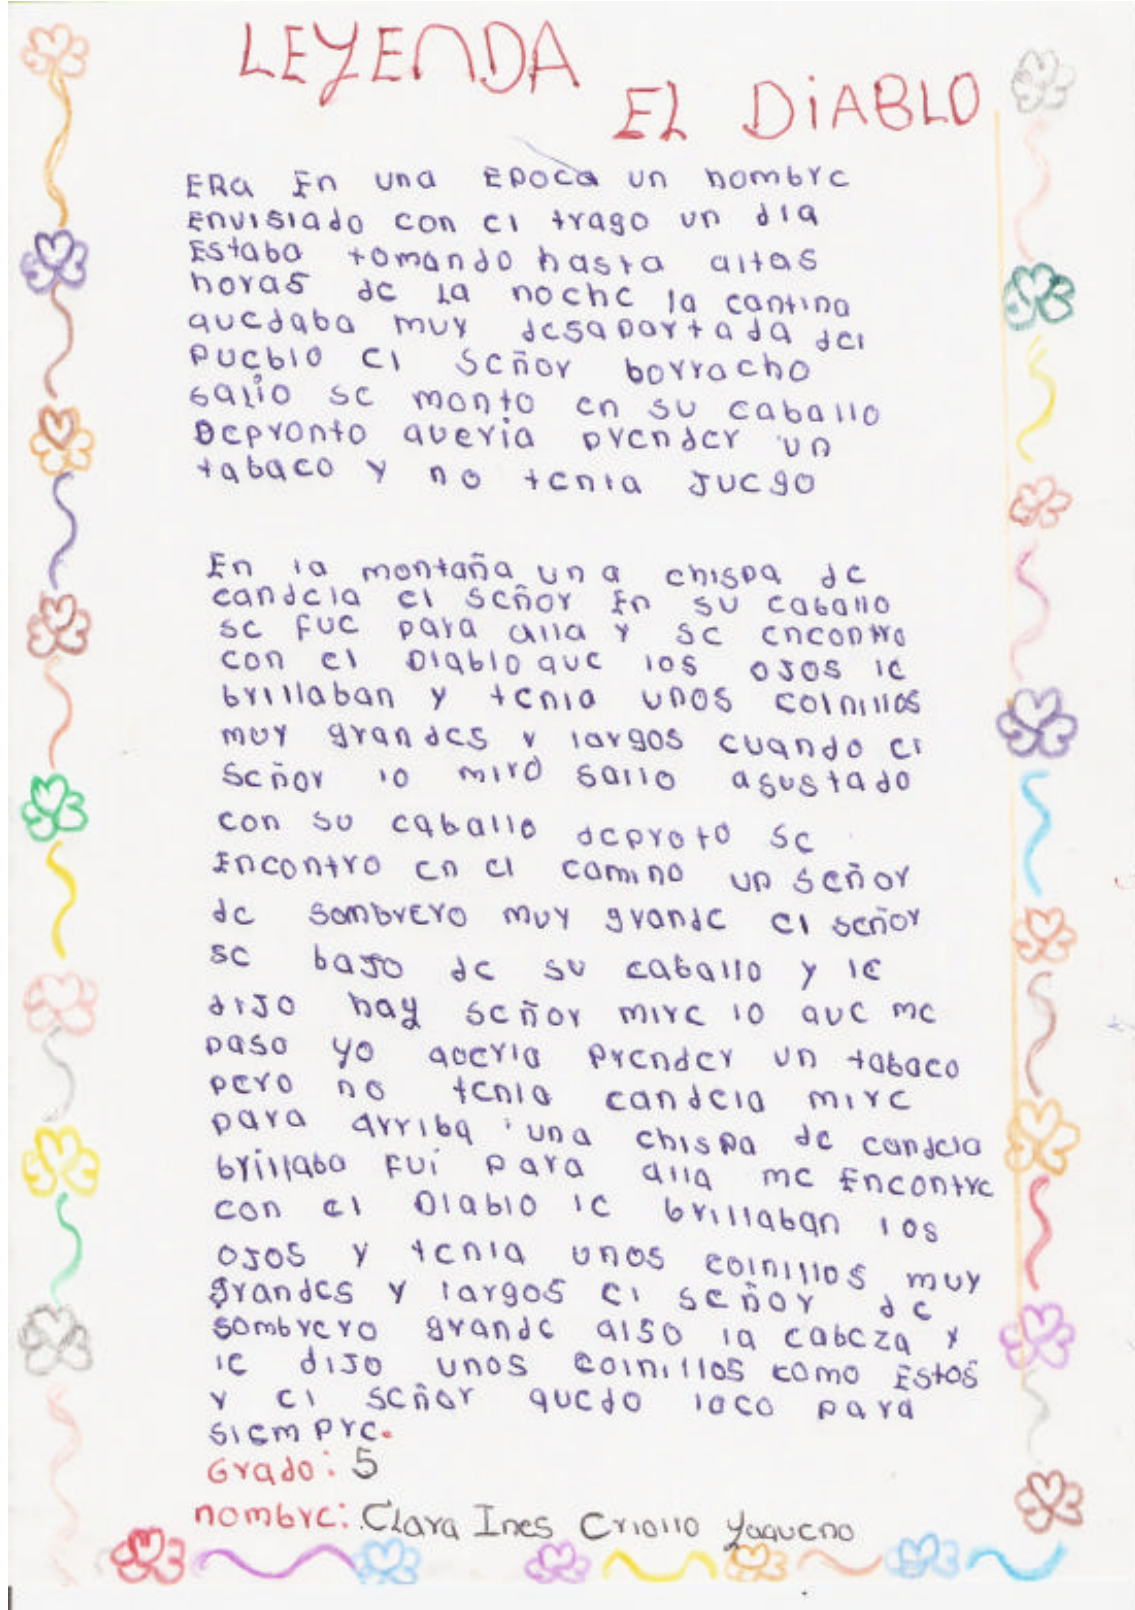 LEYENDA
EL DIABLO
ERA En una EPOCA un hombre
Envisiado con el trago un dia
Estaba tomando hasta altas
horas de la noche la cantina
quedaba muy desapartada del
pueblo el señor borracho
salio se monto en su caballo
Depronto queria prender un
tabaco y no tenia Juego
En la montaña una chispa de
candela el señor En su caballo
se fue para alla y se encontro
con el Diablo que los oJos le
brillaban y tenia unos colnillos
muy grandes y largos cuando el
señor lo miro salio agustado
con su caballo deproto se
Encontro en el camino un señor
de sombrero muy grande el señor
se baJo de su caballo y le
diJo hay señor mire lo que me
paso yo queria prender un tabaco
pero no tenia candela mire
para arriba una chispa de candela
brillaba fui para alla me Encontre
con el Diablo le brillaban los
oJos y tenia unos colnillos muy
grandes y largos el señor de
sombrero grande also la cabeza y
le diJo unos colnillos como Estos
y el señor quedo loco para
siempre.
Grado: 5
nombre: Clara Ines Criollo Yaqueno